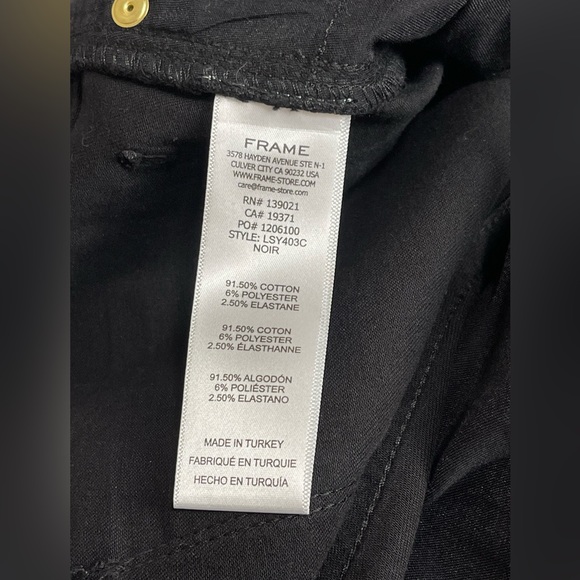 FRAME
3578 HAYDEN AVENUE STE N-1
CULVER CITY CA 90232 USA
WWW.FRAME-STORE.COM
care@frame-store.com
RN# 139021
CA# 19371
PO# 1206100
STYLE: LSY403C
NOIR
91.50% COTTON
6% POLYESTER
2.50% ELASTANE
91.50% COTON
6% POLYESTER
2.50% ÉLASTHANNE
91.50% ALGODÓN
6% POLIÉSTER
2.50% ELASTANO
MADE IN TURKEY
FABRIQUÉ EN TURQUIE
HECHO EN TURQUÍA